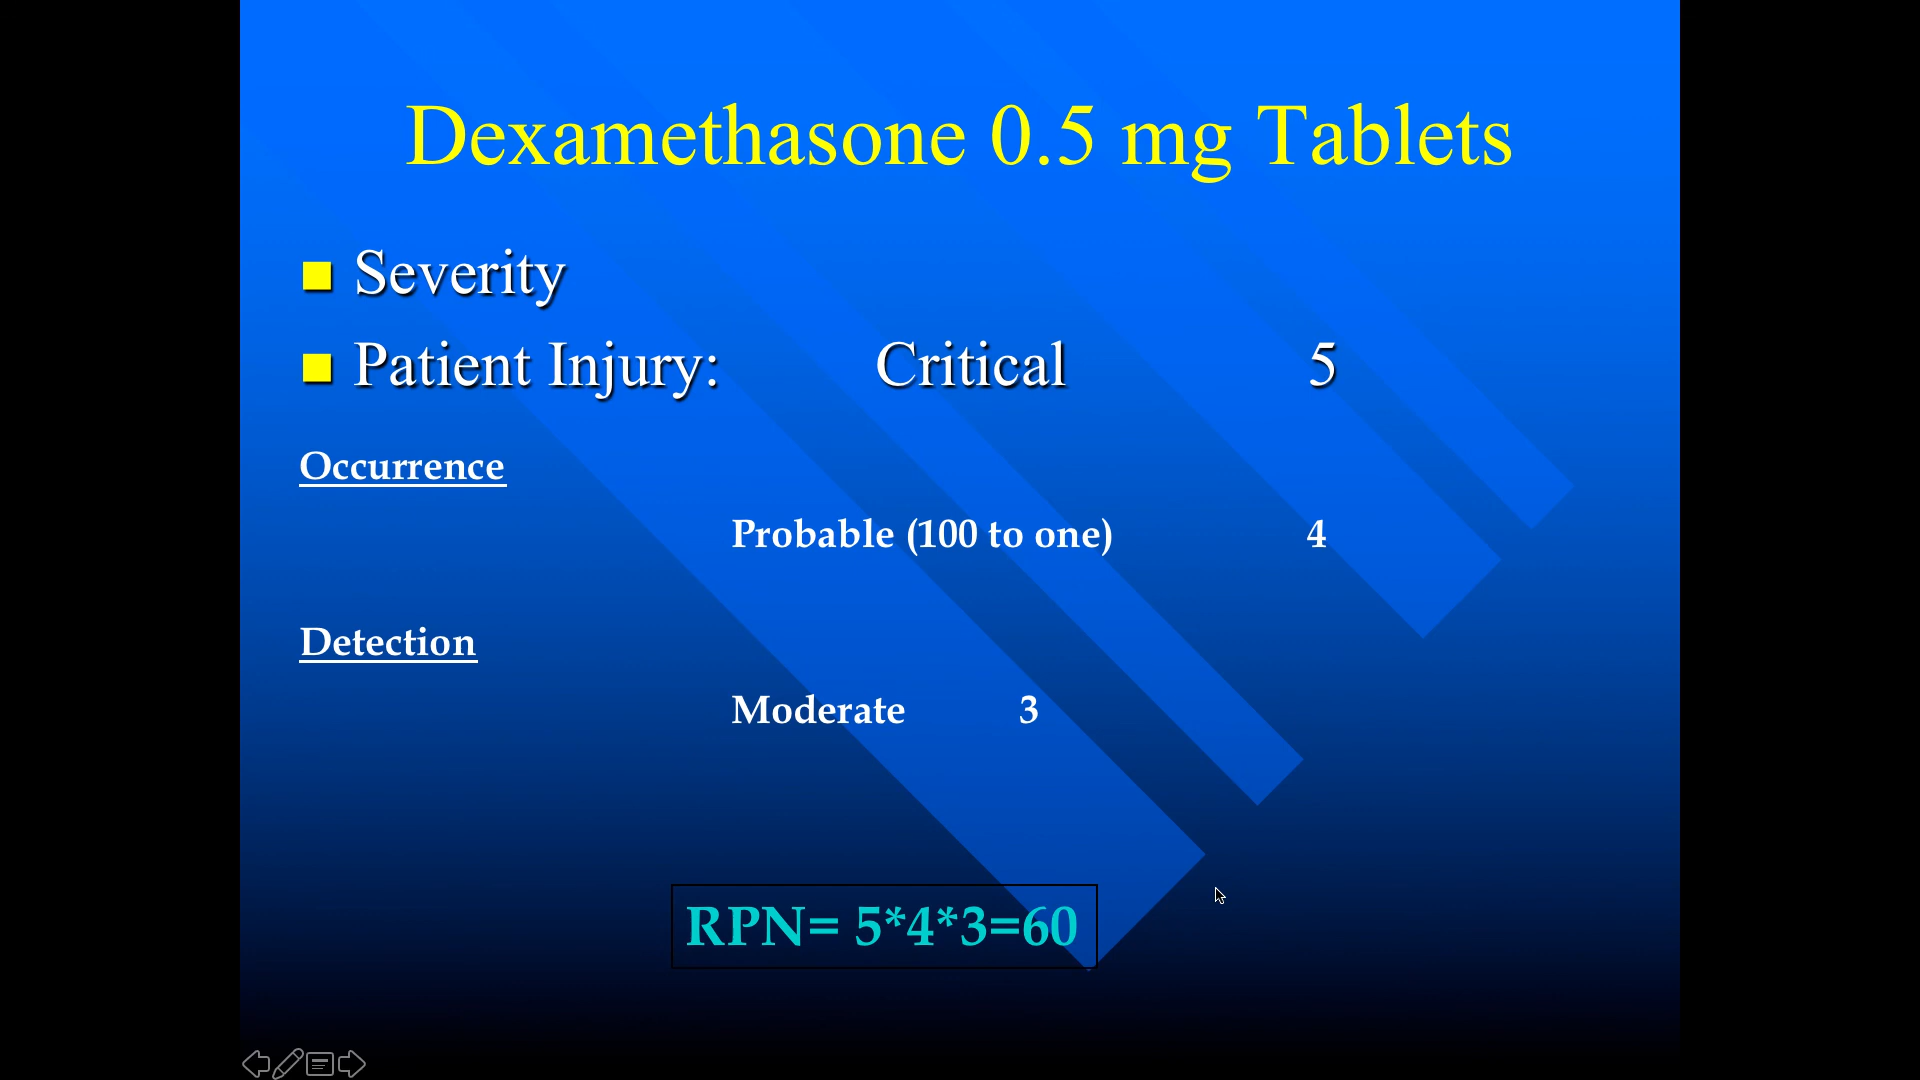 Dexamethasone 0.5 mg Tablets
Severity
Patient Injury: Critical 5
Occurrence
Probable (100 to one) 4
Detection
Moderate 3
RPN= 5*4*3=60